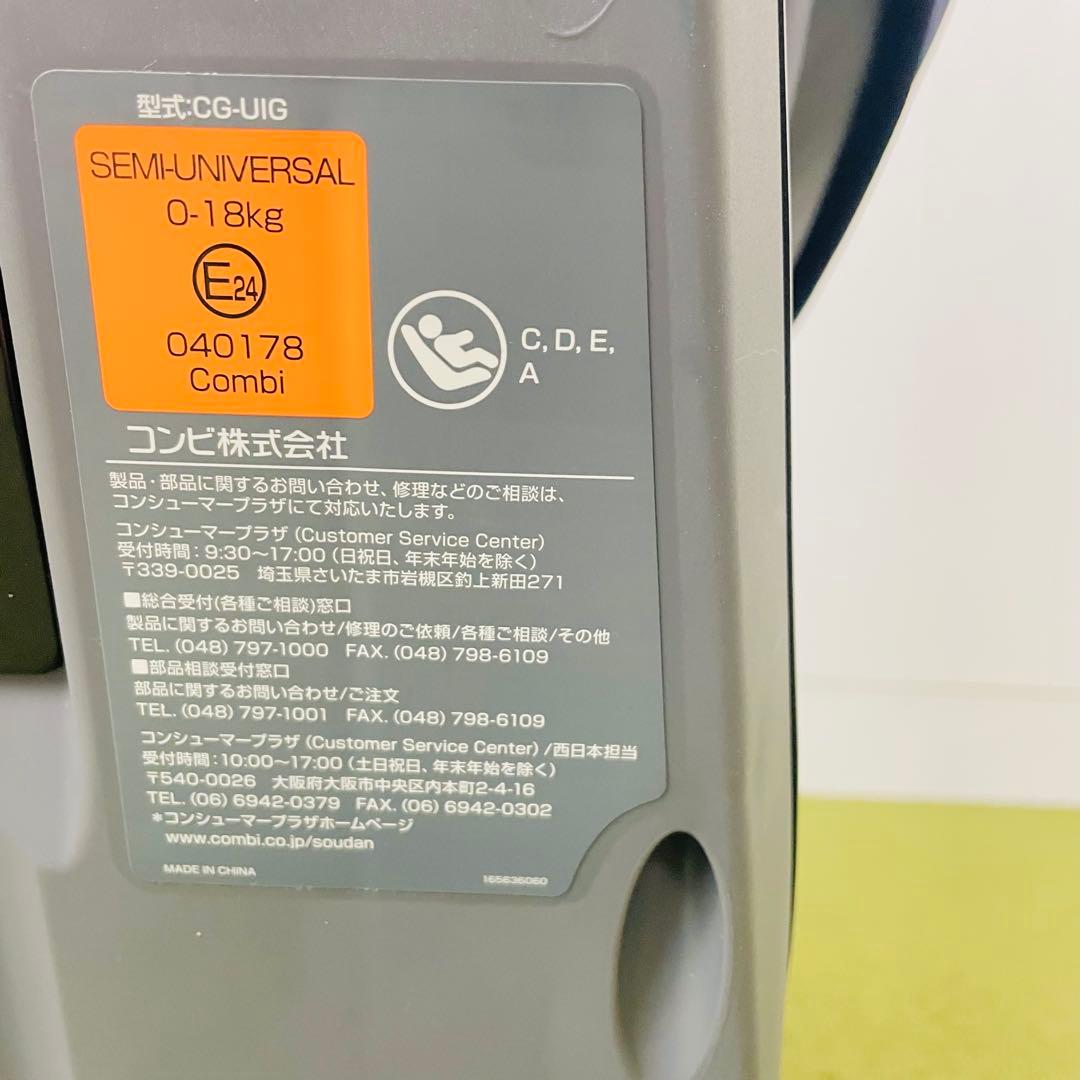 型式:CG-UIG
SEMI-UNIVERSAL
0-18kg
E24
040178
Combi
C, D, E,
A
コンビ株式会社
製品・部品に関するお問い合わせ、修理などのご相談は、
コンシューマープラザにて対応いたします。
コンシューマープラザ (Customer Service Center)
受付時間:9:30〜17:00 (日祝日、年末年始を除く)
〒339-0025 埼玉県さいたま市岩槻区釣上新田271
■総合受付(各種ご相談)窓口
製品に関するお問い合わせ/修理のご依頼/各種ご相談/その他
TEL. (048) 797-1000 FAX. (048) 798-6109
■部品相談受付窓口
部品に関するお問い合わせ/ご注文
TEL. (048) 797-1001 FAX. (048) 798-6109
コンシューマープラザ (Customer Service Center) /西日本担当
受付時間:10:00〜17:00 (土日祝日、年末年始を除く)
〒540-0026 大阪府大阪市中央区内本町2-4-16
TEL. (06) 6942-0379 FAX. (06) 6942-0302
*コンシューマープラザホームページ
www.combi.co.jp/soudan
MADE IN CHINA
165636060